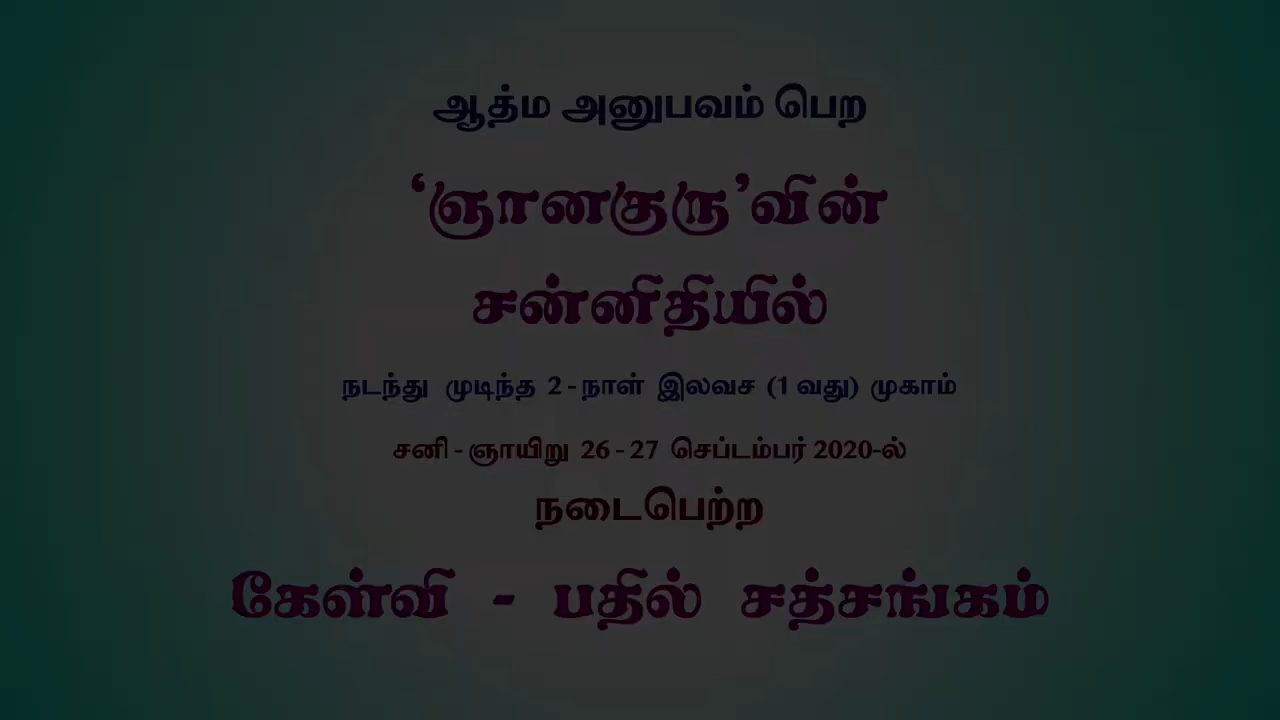 ஆத்ம அனுபவம் பெற
‘ஞானகுரு’வின்
சன்னிதியில்
நடந்து முடிந்த 2 - நாள் இலவச (1 வது) முகாம்
சனி - ஞாயிறு 26 - 27 செப்டம்பர் 2020-ல்
நடைபெற்ற
கேள்வி - பதில் சத்சங்கம்